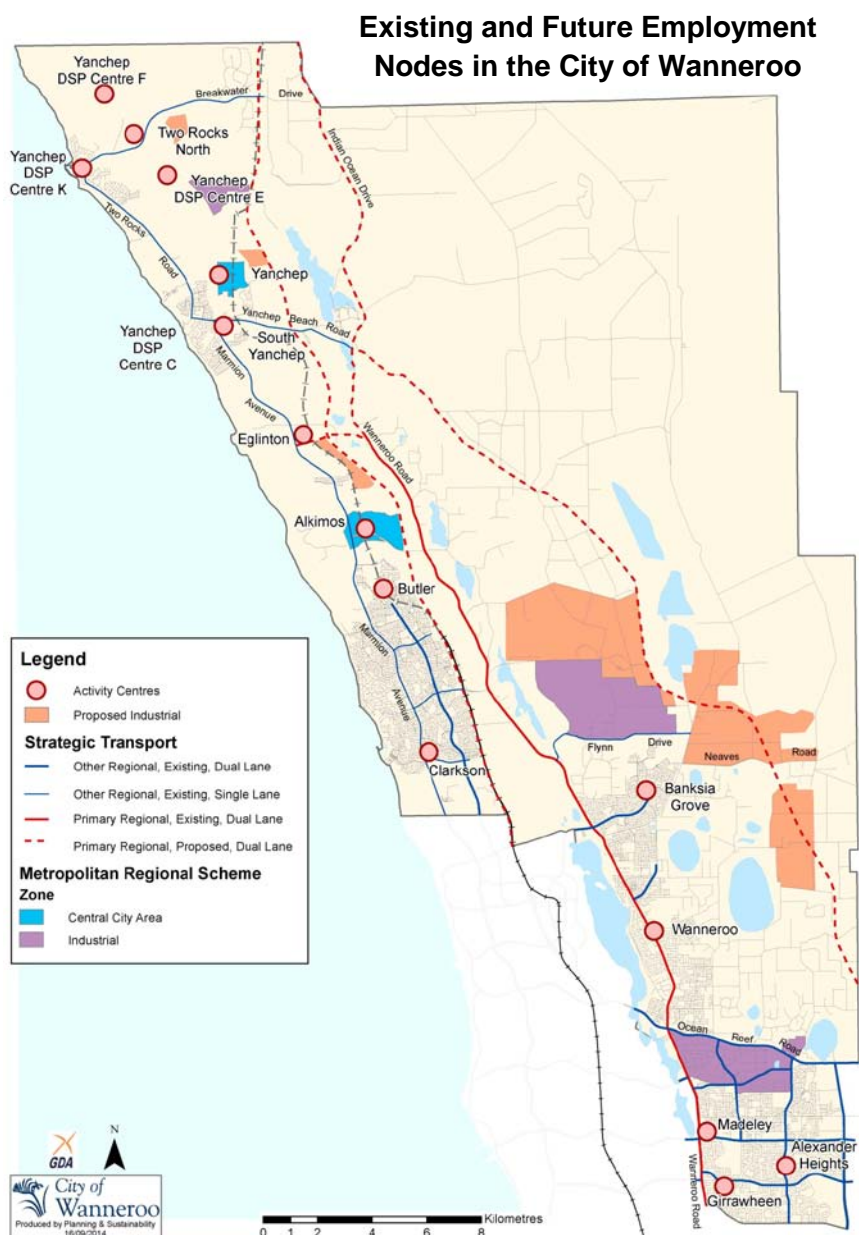 Existing and Future Employment
Nodes in the City of Wanneroo
Yanchep
DSP Centre F
Breakwater
Drive
Two Rocks
North
Yanchep
DSP
Centre K
Yanchep
DSP Centre E
Indian Ocean Drive
Two Rocks
Road
Yanchep
Yanchep Beach Road
South
Yanchep
Yanchep
DSP
Centre C
Marmion
Avenue
Eglinton
Wanneroo Road
Alkimos
Butler
Marmion
Avenue
Clarkson
Flynn Drive
Neaves Road
Banksia
Grove
Wanneroo
Ocean Reef Road
Madeley
Alexander
Heights
Wanneroo Road
Girrawheen
Legend
Activity Centres
Proposed Industrial
Strategic Transport
Other Regional, Existing, Dual Lane
Other Regional, Existing, Single Lane
Primary Regional, Existing, Dual Lane
Primary Regional, Proposed, Dual Lane
Metropolitan Regional Scheme
Zone
Central City Area
Industrial
GDA
N
City of
Wanneroo
Produced by Planning & Sustainability
16/09/2014
Kilometres
0 1 2 4 6 8